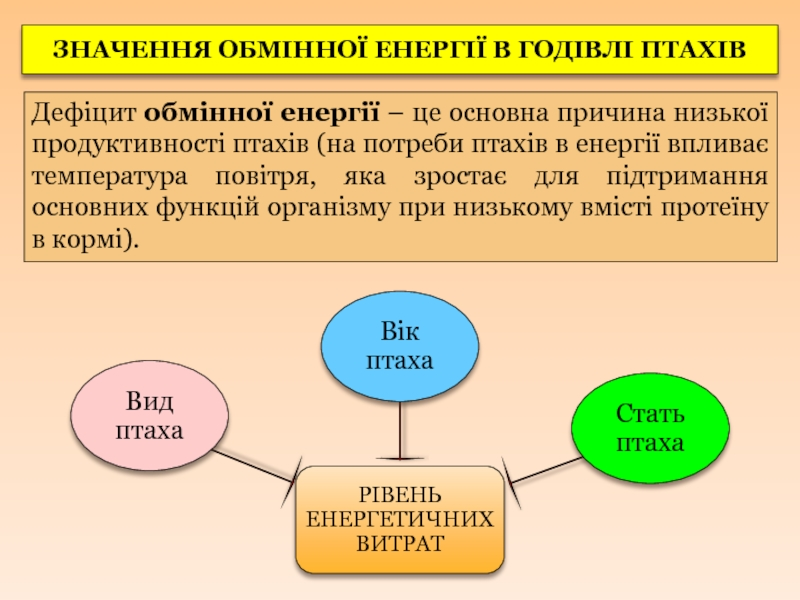 ЗНАЧЕННЯ ОБМІННОЇ ЕНЕРГІЇ В ГОДІВЛІ ПТАХІВ
Дефіцит обмінної енергії – це основна причина низької
продуктивності птахів (на потреби птахів в енергії впливає
температура повітря, яка зростає для підтримання
основних функцій організму при низькому вмісті протеїну
в кормі).
Вік
птаха
Вид
птаха
Стать
птаха
РІВЕНЬ
ЕНЕРГЕТИЧНИХ
ВИТРАТ